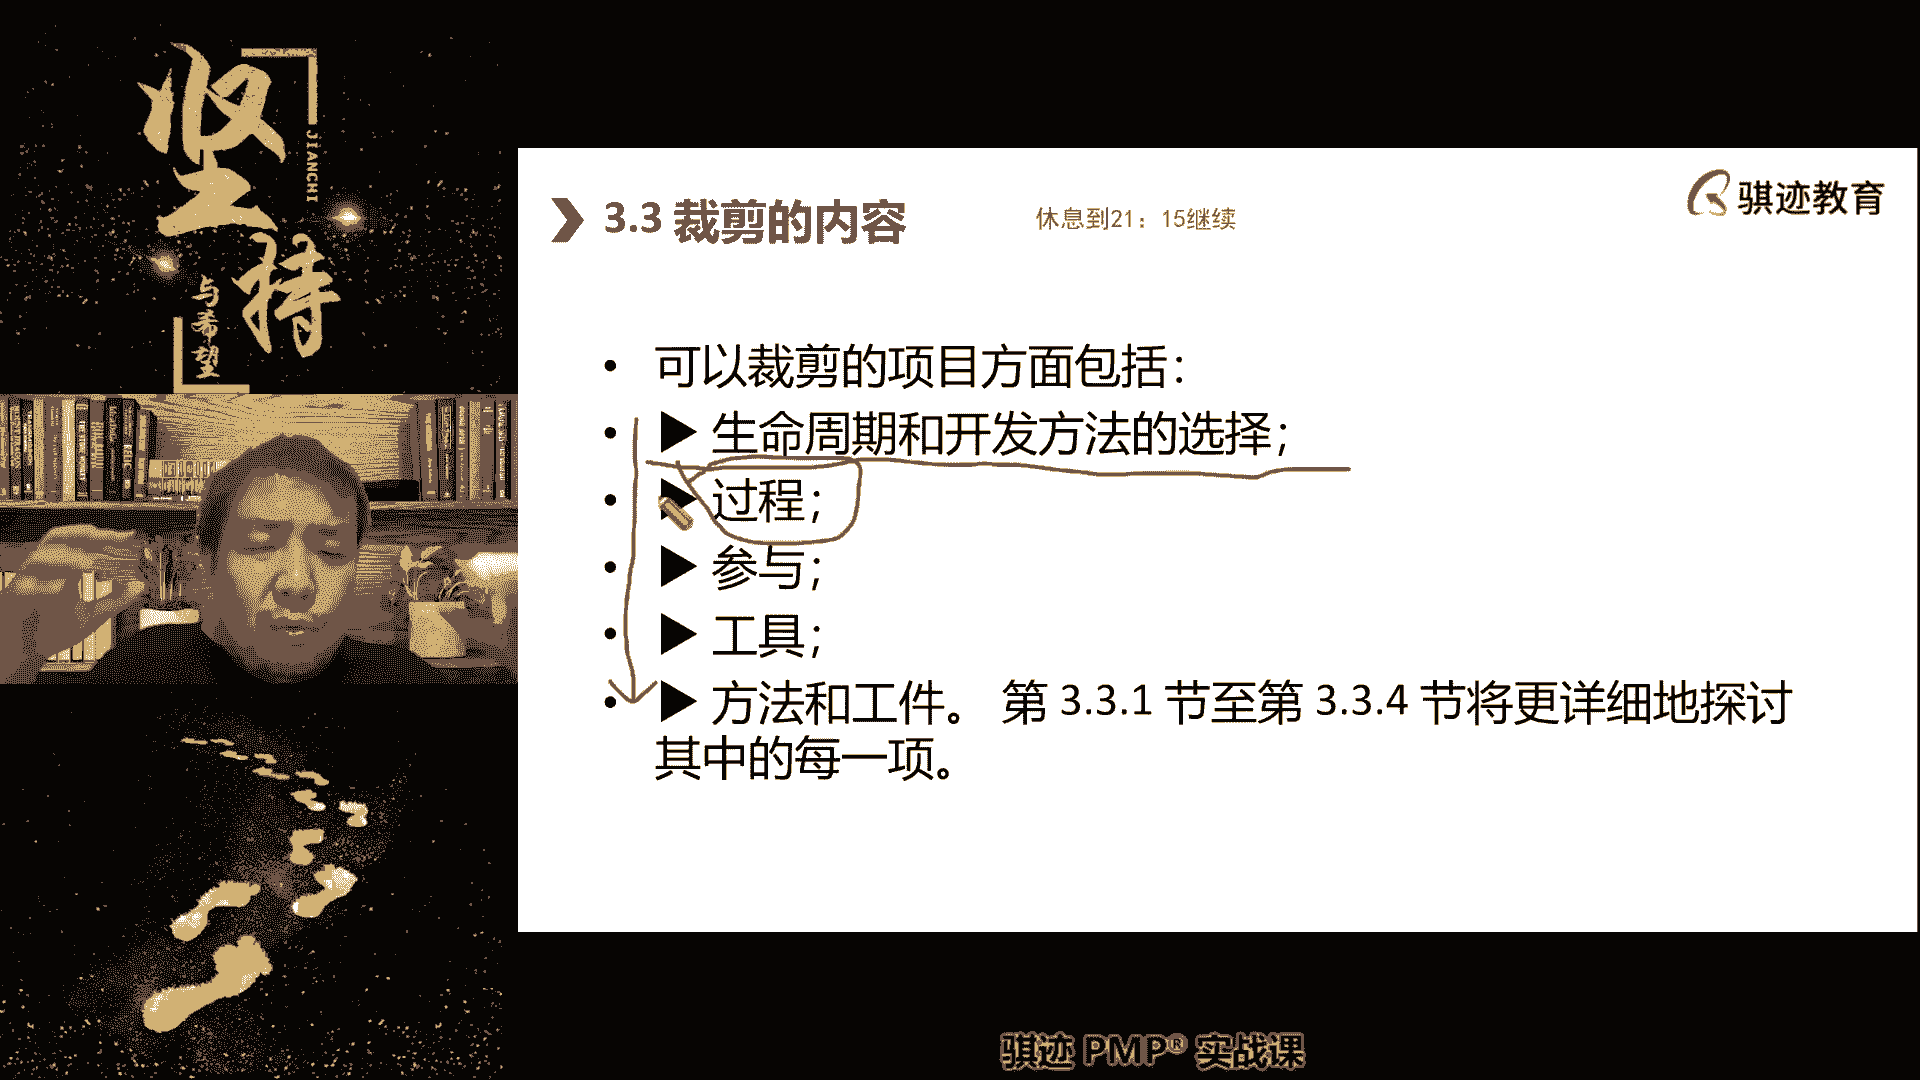 坚持
JIANCHI
与希望
3.3 裁剪的内容
休息到21：15继续
骐迹教育
• 可以裁剪的项目方面包括：
• ▶ 生命周期和开发方法的选择；
• ▶ 过程；
• ▶ 参与；
• ▶ 工具；
• ▶ 方法和工件。 第 3.3.1 节至第 3.3.4 节将更详细地探讨
其中的每一项。
骐迹 PMP® 实战课